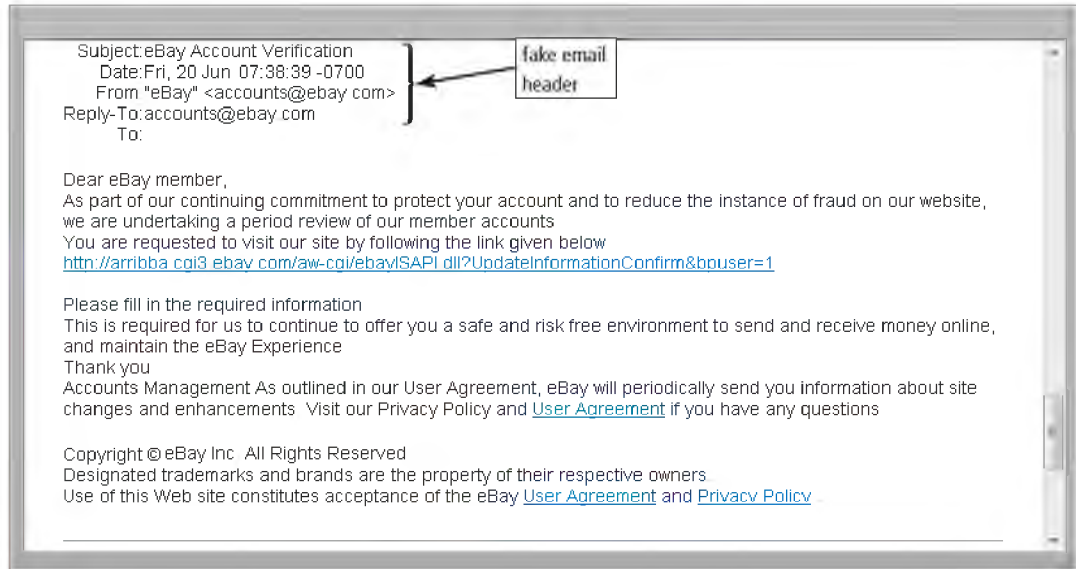 Subject:eBay Account Verification
Date:Fri, 20 Jun 07:38:39 -0700
From "eBay" <accounts@ebay com>
Reply-To:accounts@ebay.com
To:
fake email
header
Dear eBay member,
As part of our continuing commitment to protect your account and to reduce the instance of fraud on our website,
we are undertaking a period review of our member accounts
You are requested to visit our site by following the link given below
http://arribba cgi3 ebay com/aw-cgi/ebayISAPI dll?UpdateInformationConfirm&bpuser=1
Please fill in the required information
This is required for us to continue to offer you a safe and risk free environment to send and receive money online,
and maintain the eBay Experience
Thank you
Accounts Management As outlined in our User Agreement, eBay will periodically send you information about site
changes and enhancements Visit our Privacy Policy and User Agreement if you have any questions
Copyright © eBay Inc All Rights Reserved
Designated trademarks and brands are the property of their respective owners
Use of this Web site constitutes acceptance of the eBay User Agreement and Privacy Policy